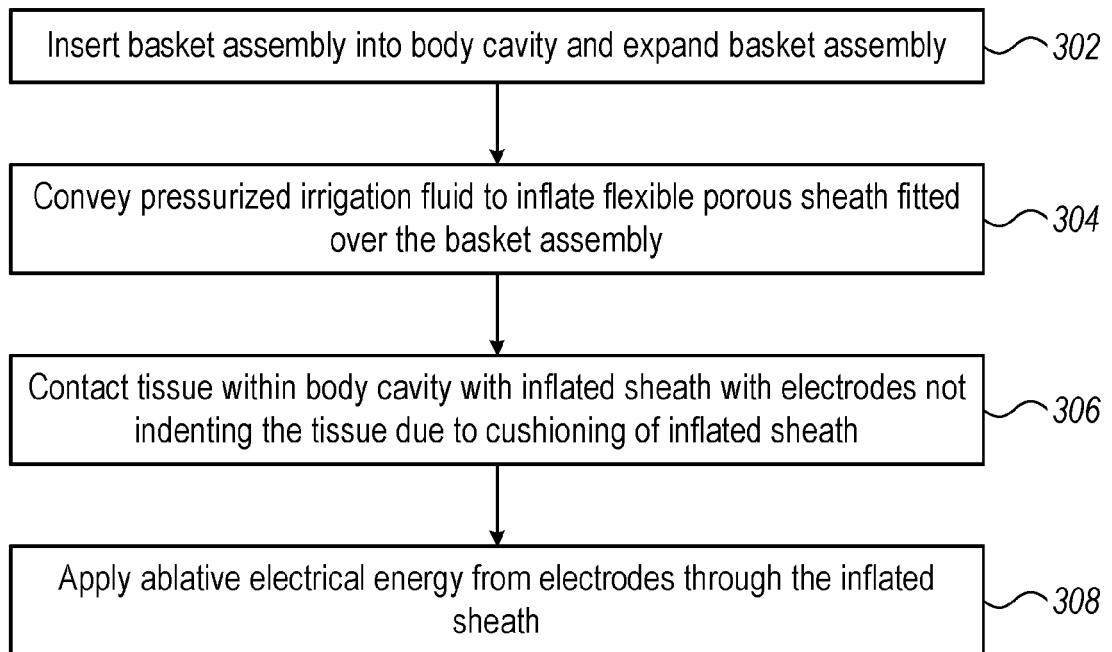 Insert basket assembly into body cavity and expand basket assembly
302
Convey pressurized irrigation fluid to inflate flexible porous sheath fitted
over the basket assembly
304
Contact tissue within body cavity with inflated sheath with electrodes not
indenting the tissue due to cushioning of inflated sheath
306
Apply ablative electrical energy from electrodes through the inflated
sheath
308